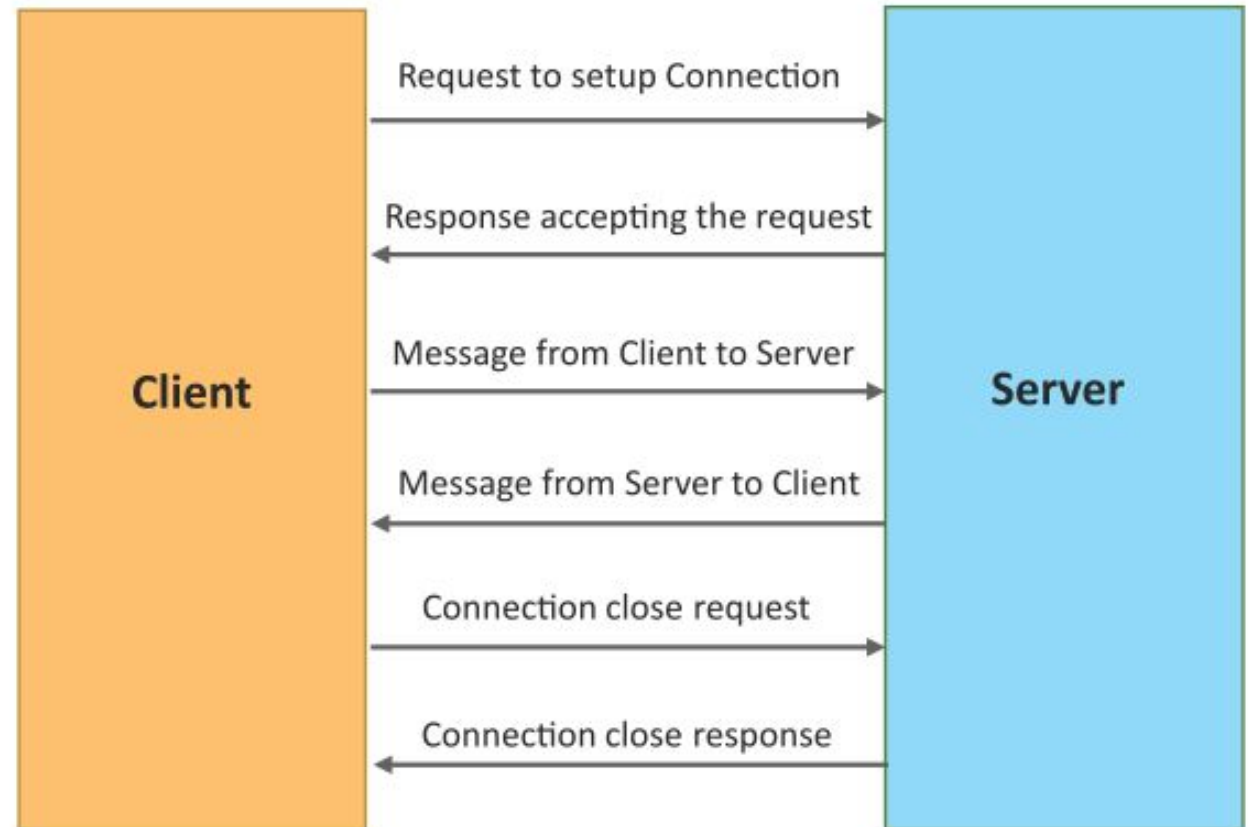 Request to setup Connection
Response accepting the request
Message from Client to Server
Client
Server
Message from Server to Client
Connection close request
Connection close response